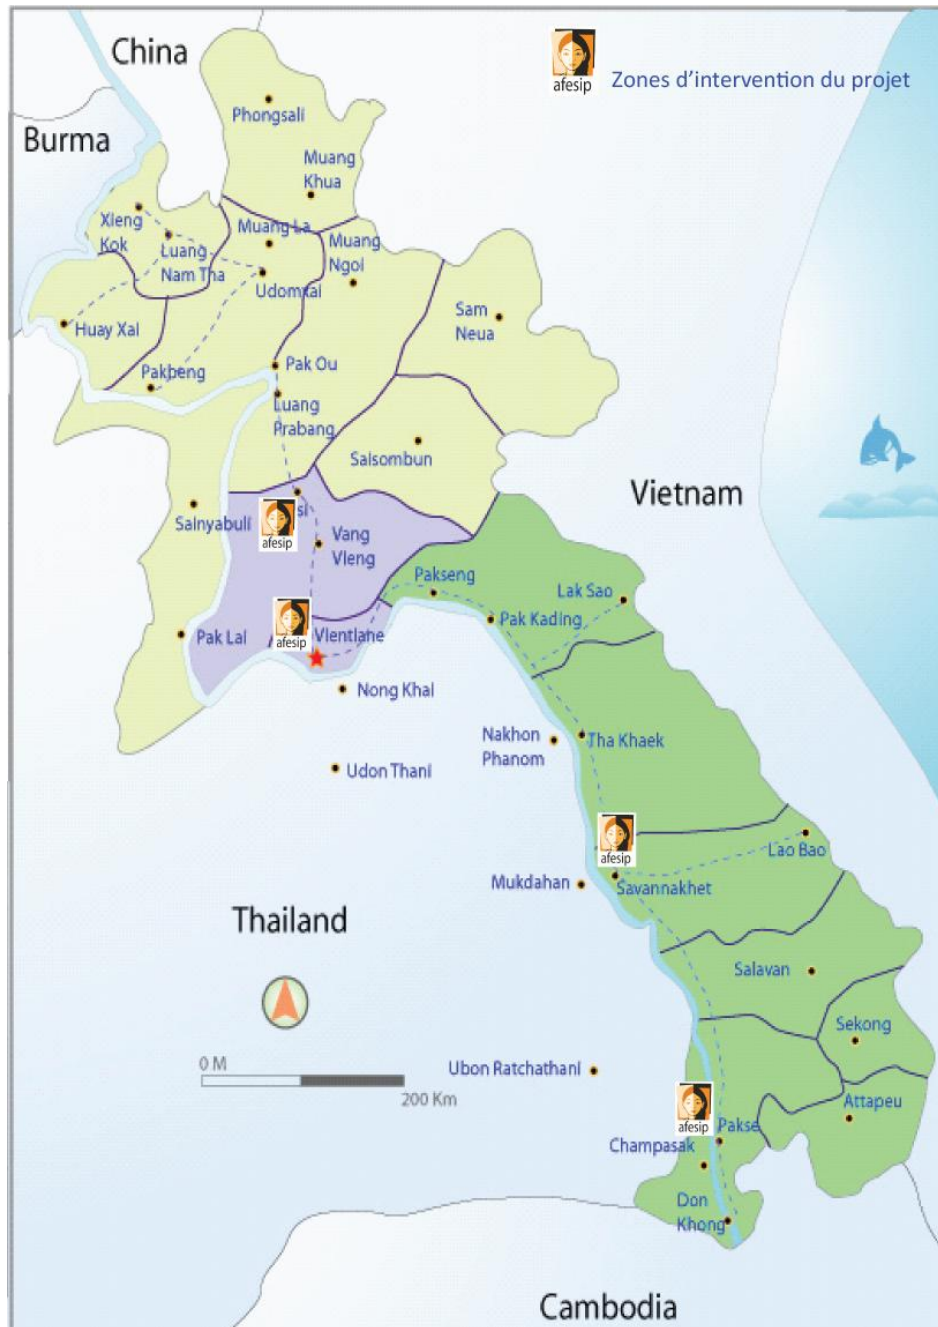 China
afesip
Zones d’intervention du projet
Burma
Phongsali
Muang
Khua
Xieng
Kok
Luang
Nam Tha
Muang La
Muang
Ngoi
Udomxai
Sam
Neua
Huay Xai
Pakbeng
Pak Ou
Luang
Prabang
Saisombun
Vietnam
Sainyabuli
afesip
si
Vang
Vieng
Pakseng
Lak Sao
Pak Kading
Pak Lai
afesip
Vientiane
Nong Khai
Nakhon
Phanom
Tha Khaek
Udon Thani
afesip
Lao Bao
Mukdahan
Savannakhet
Thailand
Salavan
Sekong
0 M
200 Km
Ubon Ratchathani
Attapeu
afesip
Pakse
Champasak
Don
Khong
Cambodia